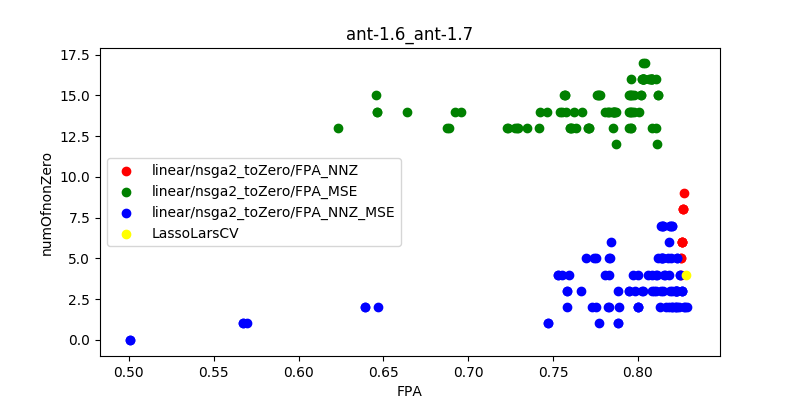 ant-1.6_ant-1.7
numOfnonZero
17.5
15.0
12.5
10.0
7.5
5.0
2.5
0.0
linear/nsga2_toZero/FPA_NNZ
linear/nsga2_toZero/FPA_MSE
linear/nsga2_toZero/FPA_NNZ_MSE
LassoLarsCV
0.50 0.55 0.60 0.65 0.70 0.75 0.80
FPA